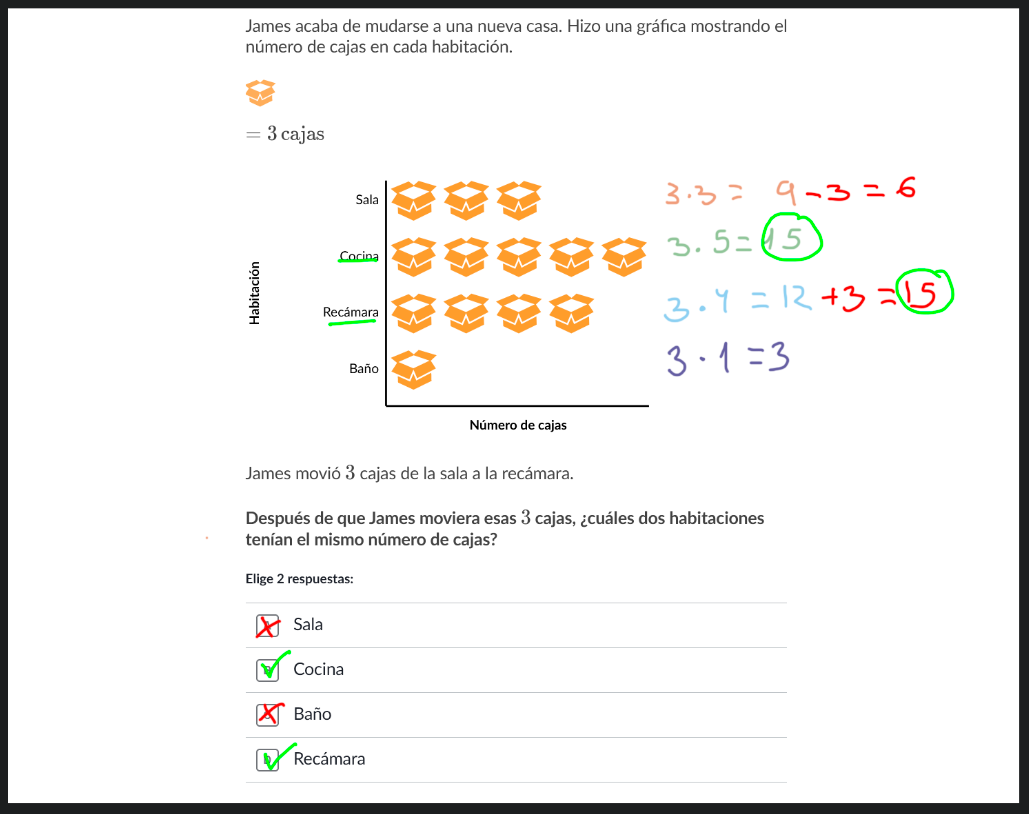 James acaba de mudarse a una nueva casa. Hizo una gráfica mostrando el
número de cajas en cada habitación.
= 3 cajas
Habitación
Sala
3.3 = 9 - 3 = 6
Cocina
3.5=15
Recámara
3.4 = 12 +3 =15
Baño
3.1=3
Número de cajas
James movió 3 cajas de la sala a la recámara.
Después de que James moviera esas 3 cajas, ¿cuáles dos habitaciones
tenían el mismo número de cajas?
Elige 2 respuestas:
Sala
Cocina
Baño
D Recámara